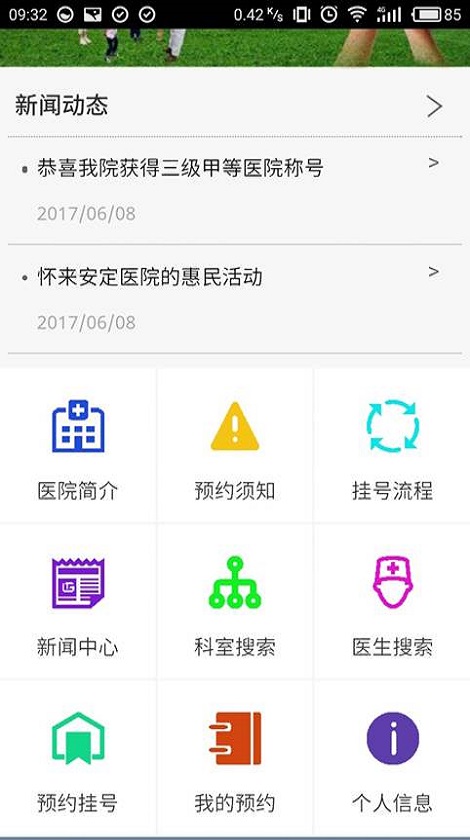 09:32 0.42 K/s 4G 85
新闻动态 >
恭喜我院获得三级甲等医院称号 >
2017/06/08
怀来安定医院的惠民活动 >
2017/06/08
医院简介 预约须知 挂号流程
新闻中心 科室搜索 医生搜索
预约挂号 我的预约 个人信息